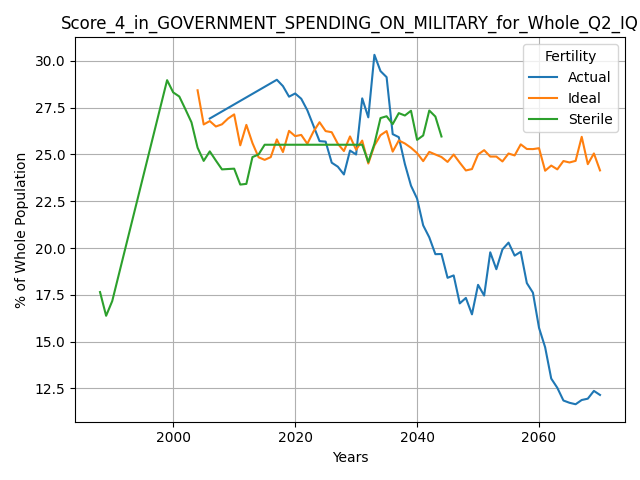 Score_4_in_GOVERNMENT_SPENDING_ON_MILITARY_for_Whole_Q2_IQ
Fertility
Actual
Ideal
Sterile
% of Whole Population
30.0
27.5
25.0
22.5
20.0
17.5
15.0
12.5
2000
2020
2040
2060
Years